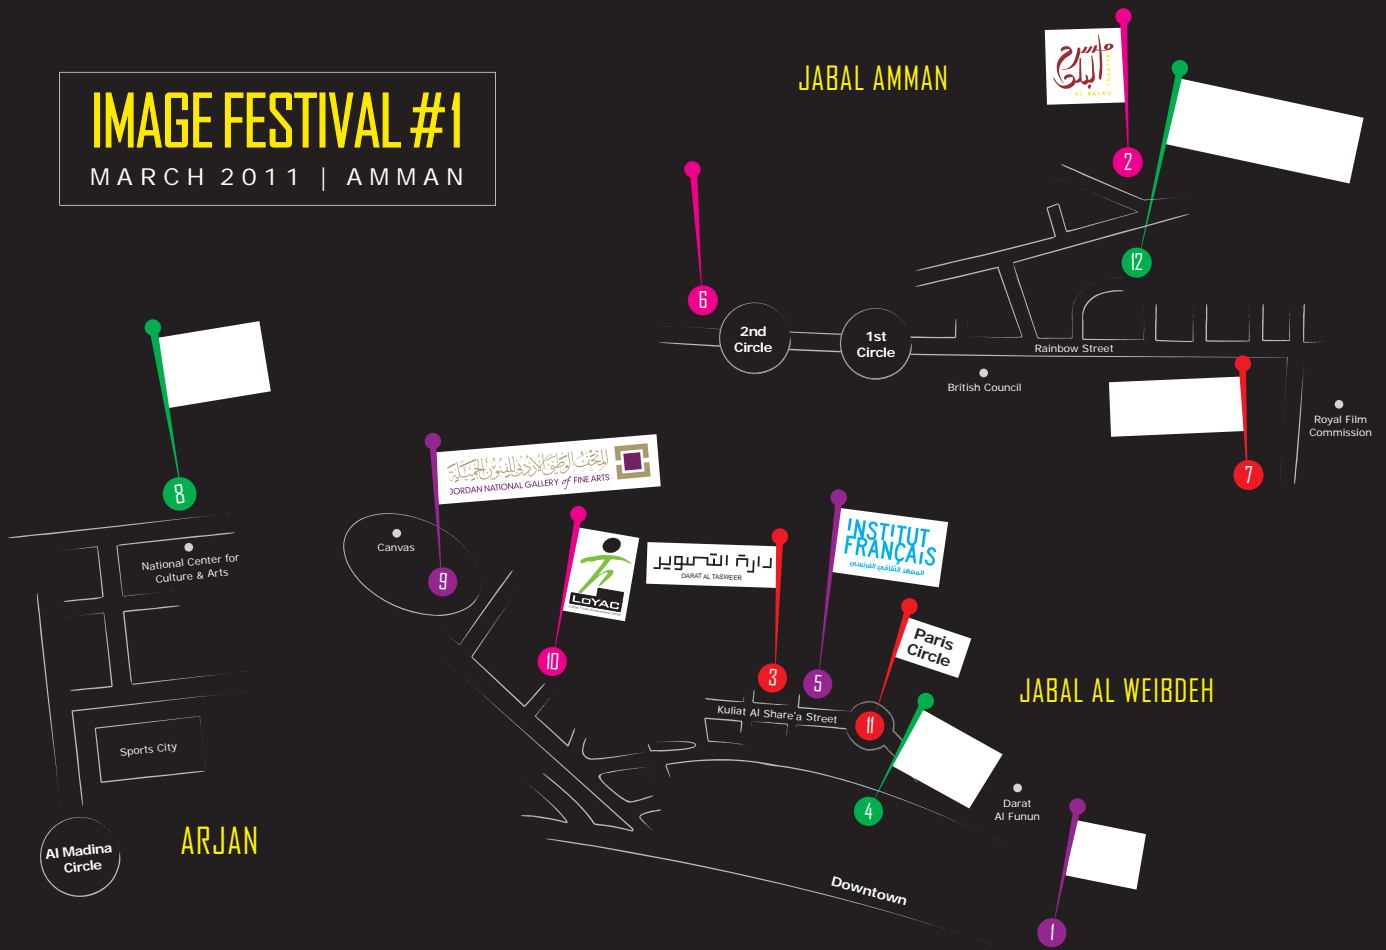 IMAGE FESTIVAL #1
MARCH 2011 | AMMAN
JABAL AMMAN
مسرح
البلد
AL BALAD
THEATER
2
12
6
2nd
Circle
1st
Circle
Rainbow Street
British Council
Royal Film
Commission
7
8
National Center for
Culture & Arts
Sports City
Al Madina
Circle
ARJAN
المتحف الوطني الأردني للفنون الجميلة
JORDAN NATIONAL GALLERY of FINE ARTS
Canvas
9
LOYAC
10
دارة التصوير
DARAT AL TASWEER
3
INSTITUT
FRANÇAIS
المعهد الثقافي الفرنسي
5
Paris
Circle
Kuliat Al Share'a Street
11
JABAL AL WEIBDEH
4
Darat
Al Funun
Downtown
1